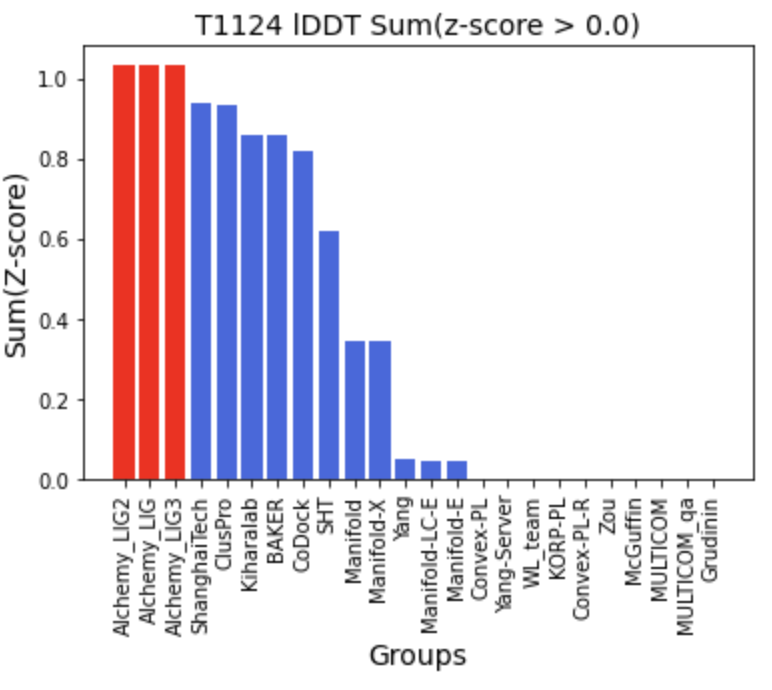 T1124 lDDT Sum(z-score > 0.0)
Sum(Z-score)
1.0
0.8
0.6
0.4
0.2
0.0
Alchemy_LIG2
Alchemy_LIG
Alchemy_LIG3
ShanghaiTech
ClusPro
Kiharalab
BAKER
CoDock
SHT
Manifold
Manifold-X
Yang
Manifold-LC-E
Manifold-E
Convex-PL
Yang-Server
WL_team
KORP-PL
Convex-PL-R
Zou
McGuffin
MULTICOM
MULTICOM_qa
Grudinin
Groups